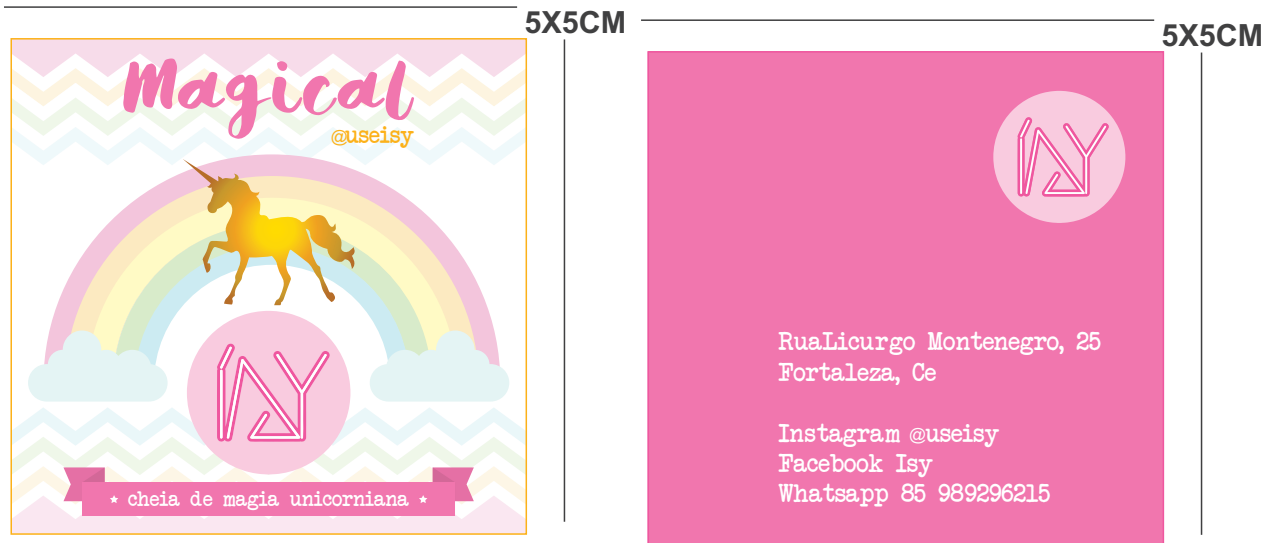 5X5CM
Magical
@useisy
ISY
★ cheia de magia unicorniana ★
5X5CM
ISY
RuaLicurgo Montenegro, 25
Fortaleza, Ce
Instagram @useisy
Facebook Isy
Whatsapp 85 989296215